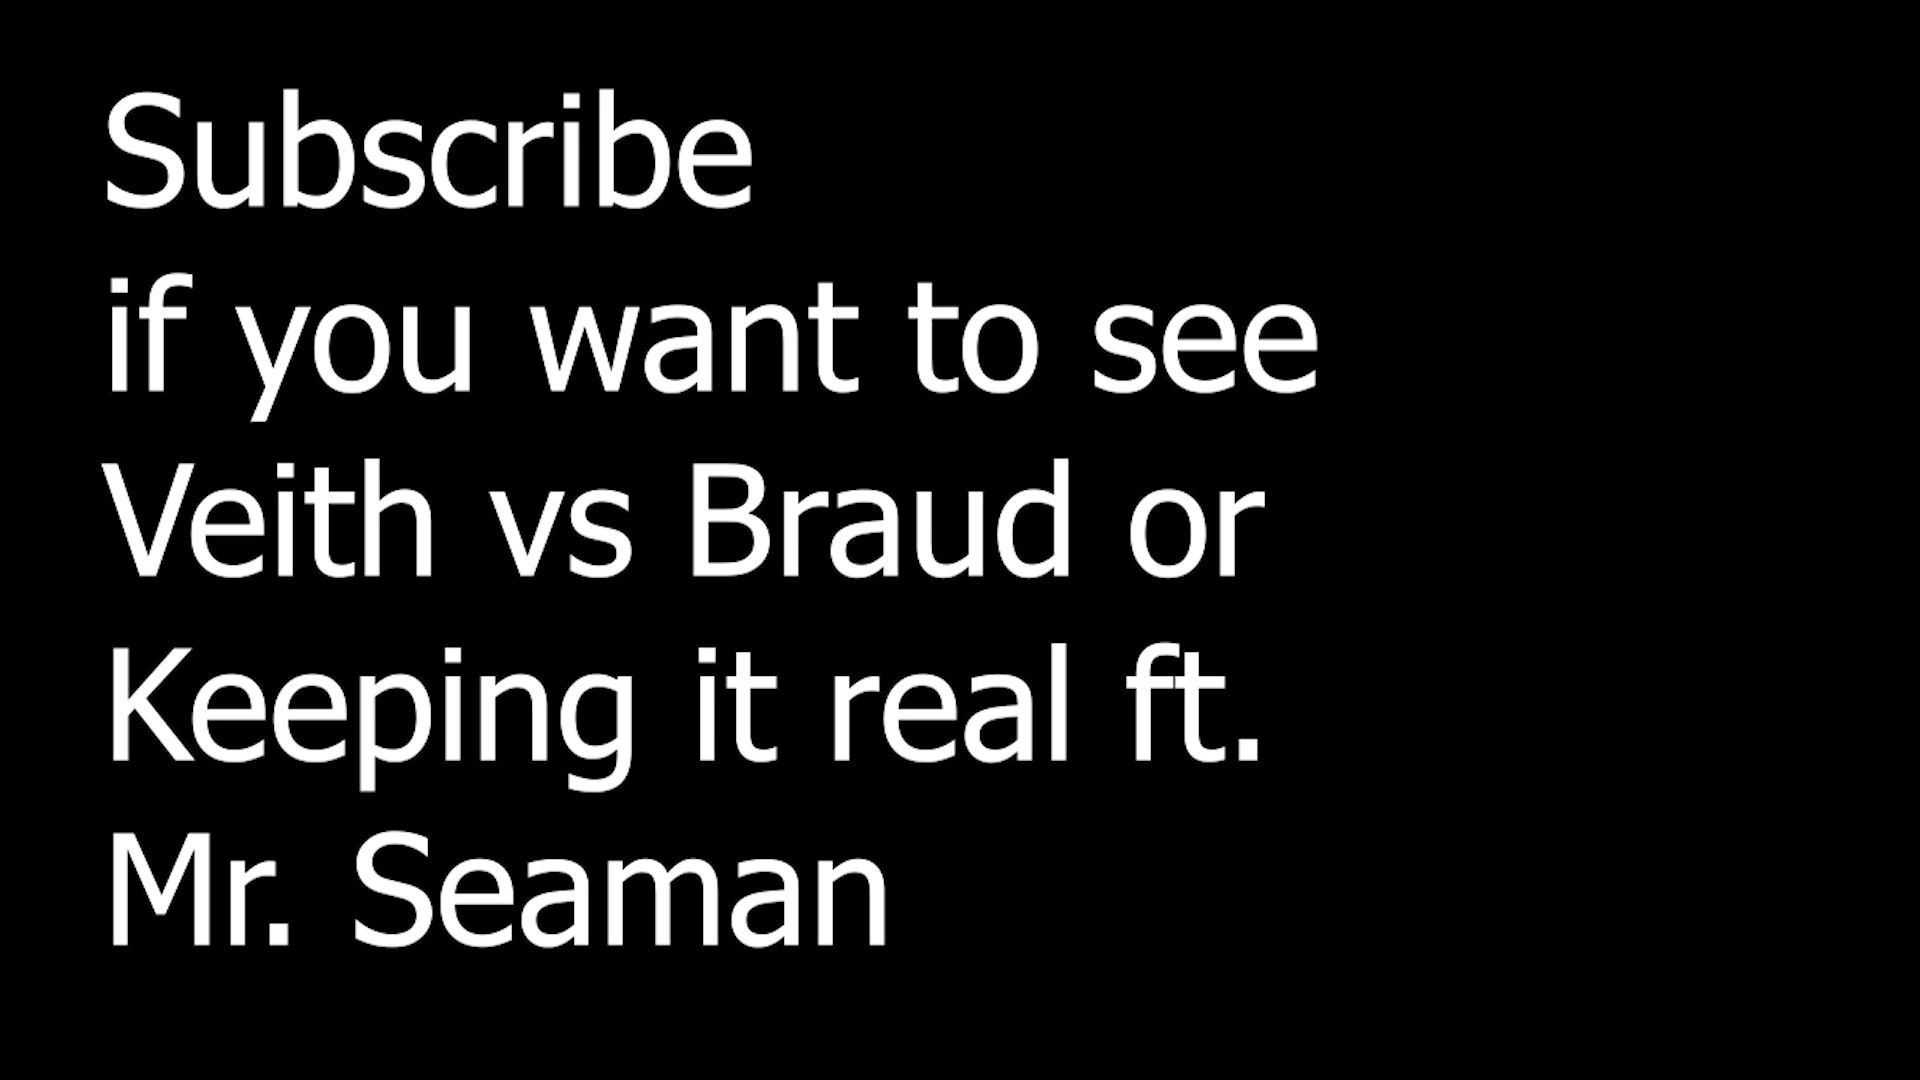 Subscribe
if you want to see
Veith vs Braud or
Keeping it real ft.
Mr. Seaman